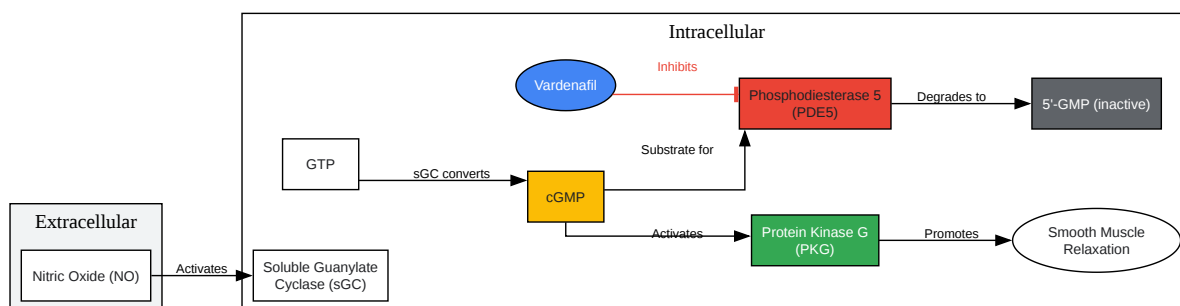 Intracellular
Vardenafil
Inhibits
Phosphodiesterase 5
(PDE5)
Degrades to
5'-GMP (inactive)
GTP
sGC converts
cGMP
Substrate for
Activates
Protein Kinase G
(PKG)
Promotes
Smooth Muscle
Relaxation
Extracellular
Nitric Oxide (NO)
Activates
Soluble Guanylate
Cyclase (sGC)